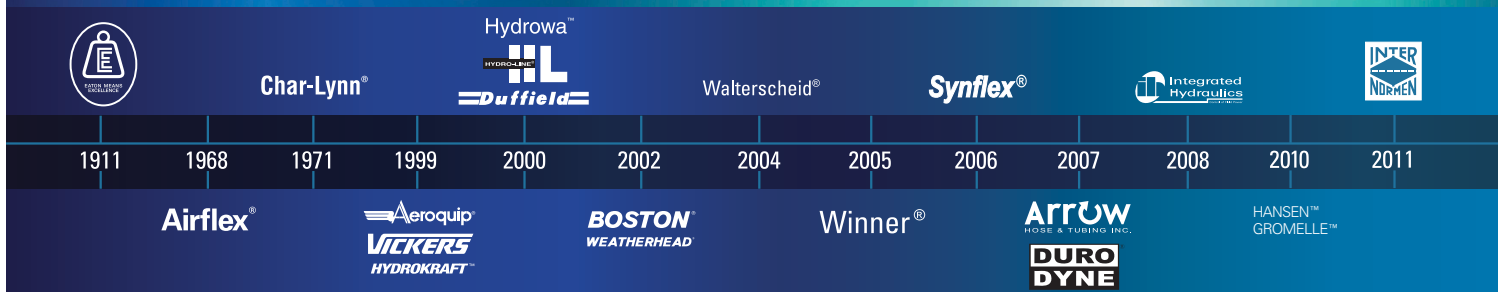 E
EATON MEANS
EXCELLENCE
Char-Lynn®
Hydrowa™
HYDRO-LINE®
HL
Duffield
Walterscheid®
Synflex®
Integrated
Hydraulics
INTER
NORMEN
1911 1968 1971 1999 2000 2002 2004 2005 2006 2007 2008 2010 2011
Airflex®
Aeroquip®
VICKERS
HYDROKRAFT™
BOSTON®
WEATHERHEAD®
Winner®
ARROW
HOSE & TUBING INC.
DURO
DYNE®
HANSEN™
GROMELLE™